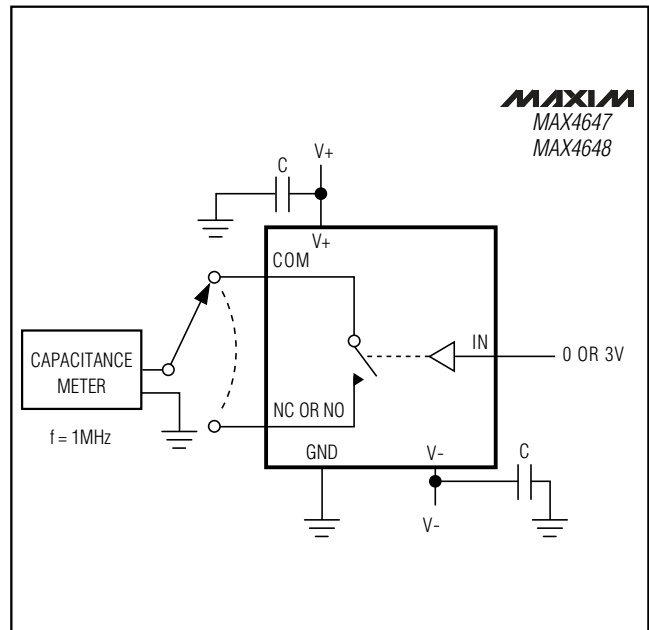 MAXIM
MAX4647
MAX4648
V+
C
V+
COM
IN
0 OR 3V
CAPACITANCE
METER
NC OR NO
f = 1MHz
GND
V-
C
V-